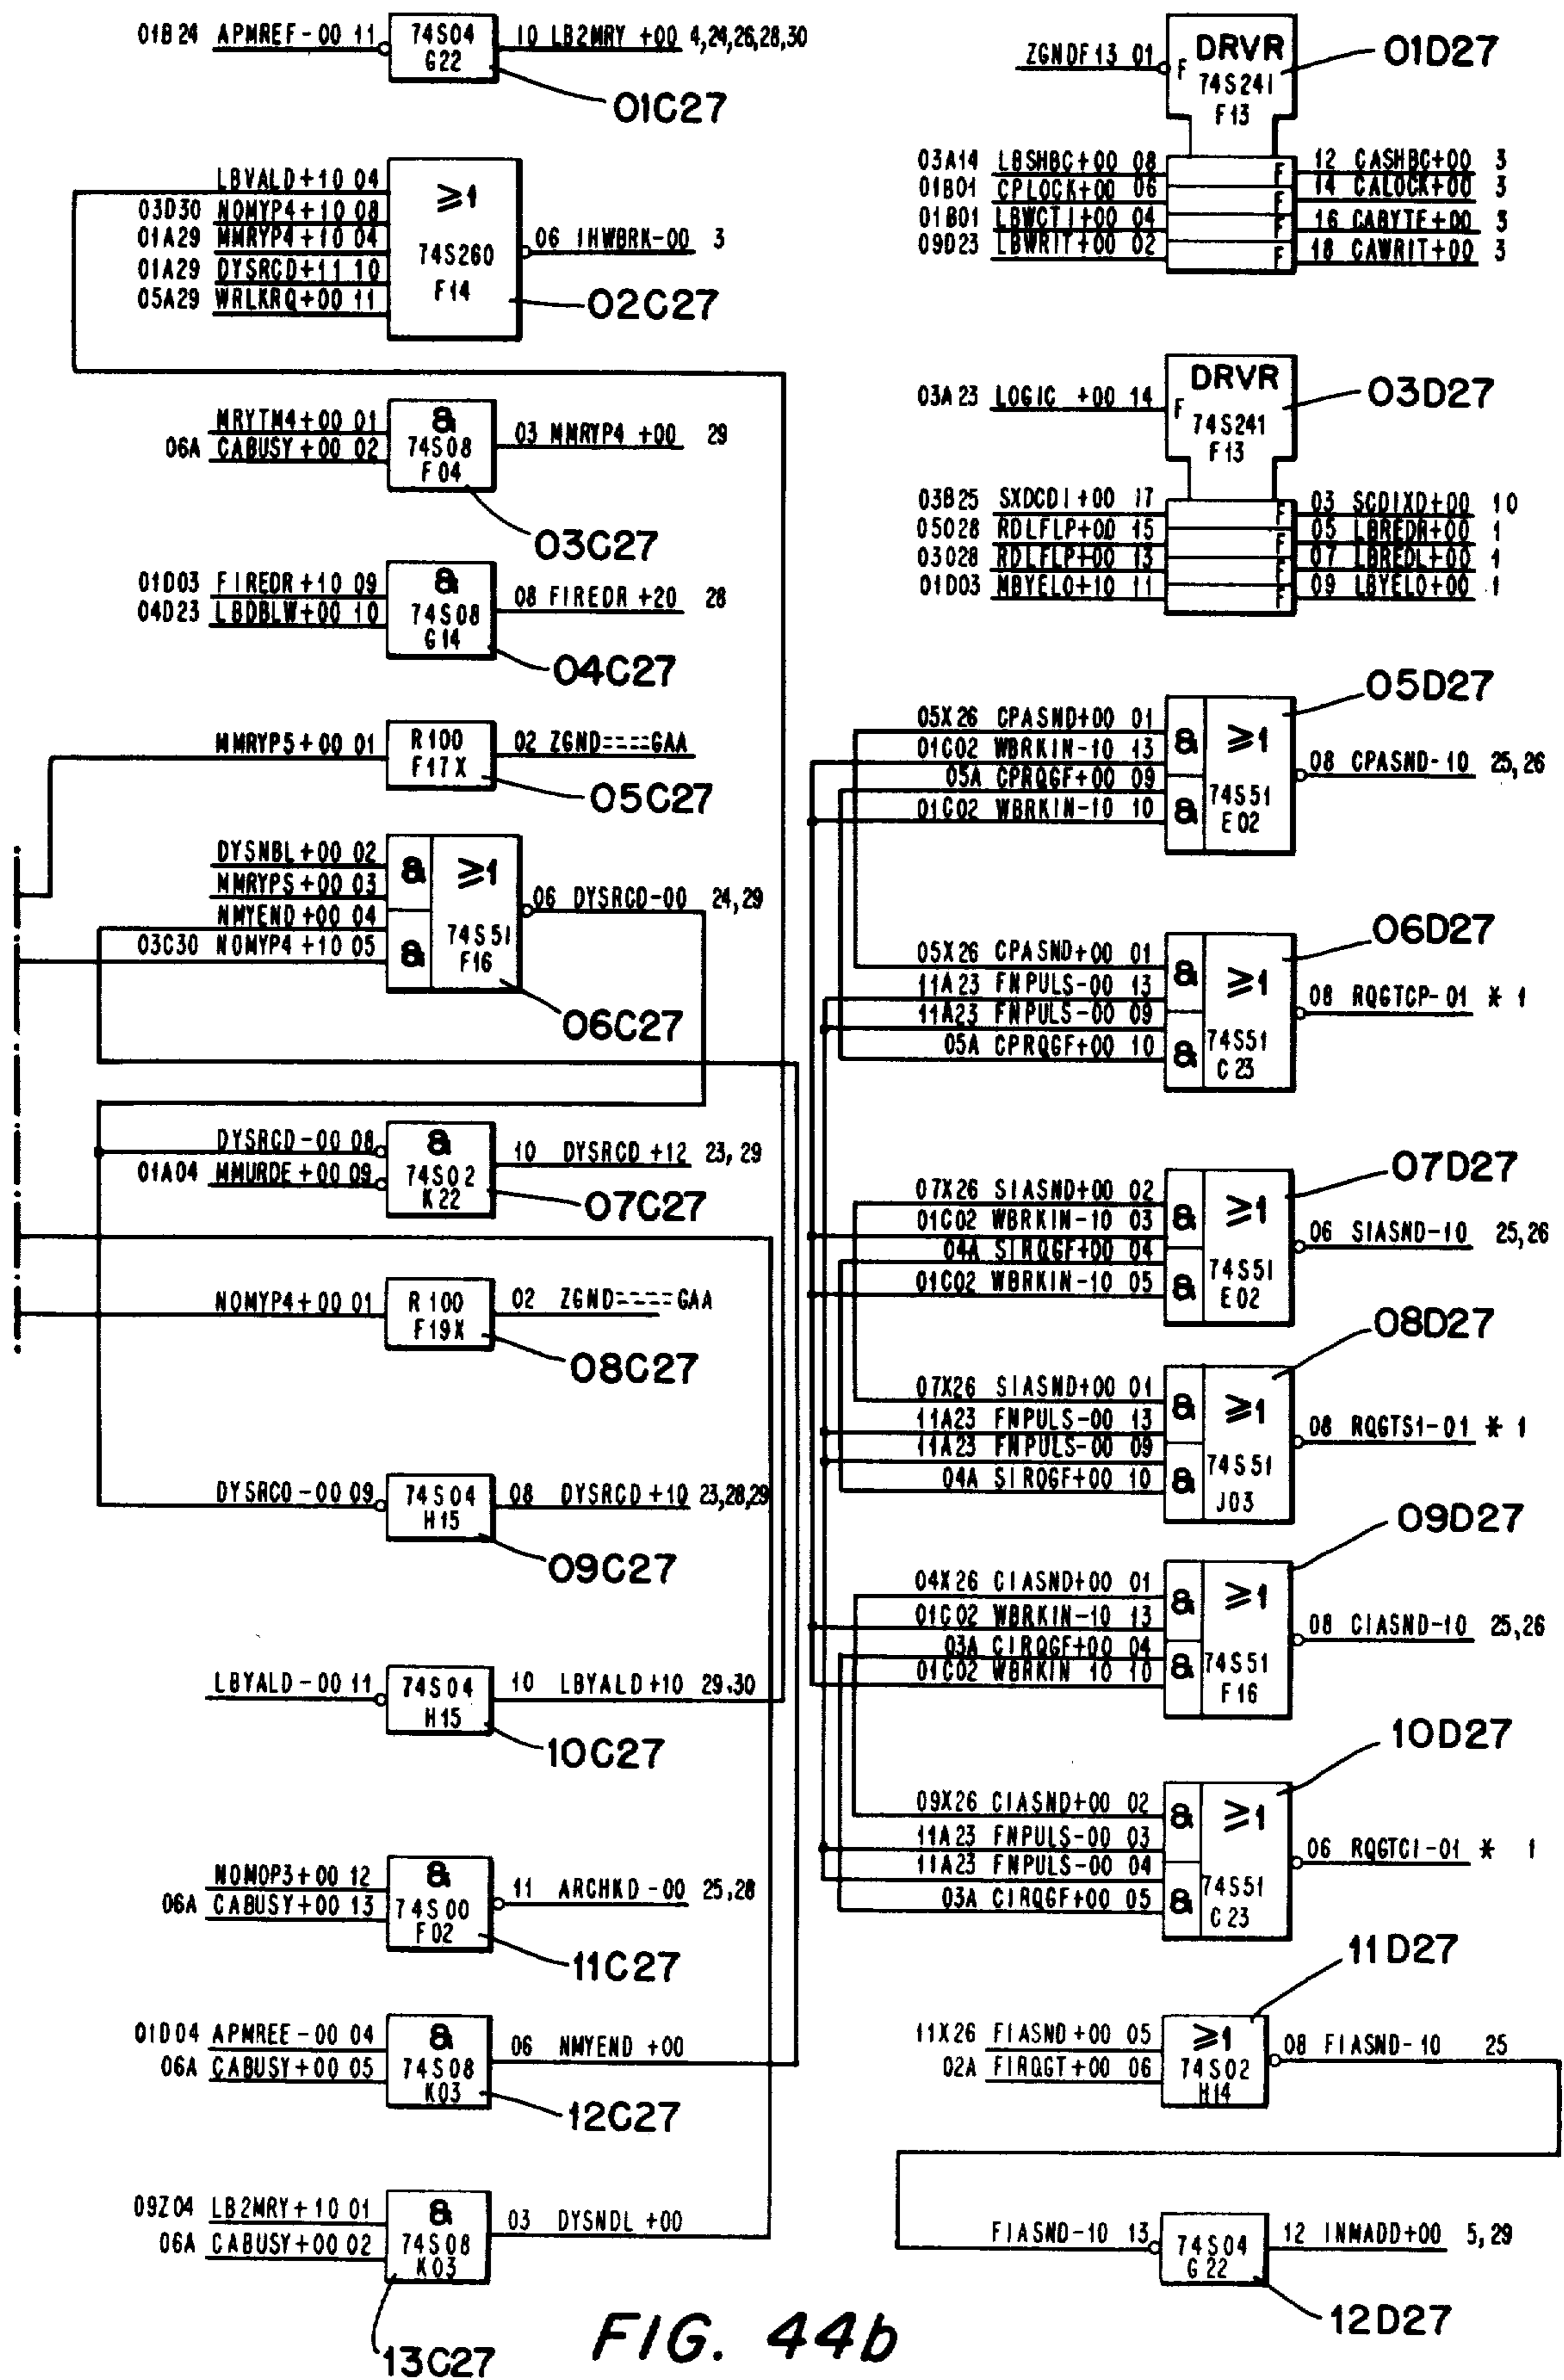 01B24 APMREF-00 11 74S04 G22 10 LB2MRY +00 4,24,26,28,30
01C27
LBVALD+10 04
03D30 NOMYP4+10 08
01A29 MMRYP4+10 04
01A29 DYSRCD+11 10
05A29 WRLKRQ+00 11
≥1
74S260
F14
06 IHWBRK-00 3
02C27
MRYTM4+00 01
06A CABUSY+00 02
&
74S08
F04
03 MMRYP4 +00 29
03C27
01D03 FIREDR+10 09
04D23 LBDBLW+00 10
&
74S08
G14
08 FIREDR +20 28
04C27
MMRYP5+00 01
R100
F17X
02 ZGND====GAA
05C27
DYSNBL+00 02
MMRYPS+00 03
NMYEND+00 04
03C30 NOMYP4+10 05
& ≥1
&
74S51
F16
06 DYSRCD-00 24,29
06C27
DYSRCD-00 08
01A04 MMURDE+00 09
&
74S02
K22
10 DYSRCD +12 23,29
07C27
NOMYP4+00 01
R100
F19X
02 ZGND====GAA
08C27
DYSRCO-00 09
74S04
H15
08 DYSRCD +10 23,28,29
09C27
LBYALD-00 11
74S04
H15
10 LBYALD+10 29,30
10C27
NOMOP3+00 12
06A CABUSY+00 13
&
74S00
F02
11 ARCHKD-00 25,28
11C27
01D04 APMREE-00 04
06A CABUSY+00 05
&
74S08
K03
06 NMYEND +00
12C27
09Z04 LB2MRY+10 01
06A CABUSY+00 02
&
74S08
K03
03 DYSNDL +00
13C27
ZGNDF13 01
F DRVR
74S241
F13
01D27
03A14 LBSHBC+00 08 F 12 CASHBC+00 3
01B01 CPLOCK+00 06 F 14 CALOCK+00 3
01B01 LBWCT1+00 04 F 16 CABYTE+00 3
09D23 LBWRIT+00 02 F 18 CAWRIT+00 3
03A23 LOGIC +00 14
F DRVR
74S241
F13
03D27
03B25 SXDCD1+00 17 F 03 SCD1XD+00 10
05028 RDLFLP+00 15 F 05 LBREDR+00 1
03028 RDLFLP+00 13 F 07 LBREDL+00 1
01D03 MBYELO+10 11 F 09 LBYELO+00 1
05D27
05X26 CPASND+00 01
01C02 WBRKIN-10 13
05A CPRQGF+00 09
01C02 WBRKIN-10 10
& ≥1
&
74S51
E02
08 CPASND-10 25,26
06D27
05X26 CPASND+00 01
11A23 FNPULS-00 13
11A23 FNPULS-00 09
05A CPRQGF+00 10
& ≥1
&
74S51
C23
08 RQGTCP-01 * 1
07D27
07X26 SIASND+00 02
01C02 WBRKIN-10 03
04A SIRQGF+00 04
01C02 WBRKIN-10 05
& ≥1
&
74S51
E02
06 SIASND-10 25,26
08D27
07X26 SIASND+00 01
11A23 FNPULS-00 13
11A23 FNPULS-00 09
04A SIRQGF+00 10
& ≥1
&
74S51
J03
08 RQGTS1-01 * 1
09D27
04X26 CIASND+00 01
01C02 WBRKIN-10 13
03A CIRQGF+00 04
01C02 WBRKIN 10 10
& ≥1
&
74S51
F16
08 CIASND-10 25,26
10D27
09X26 CIASND+00 02
11A23 FNPULS-00 03
11A23 FNPULS-00 04
03A CIRQGF+00 05
& ≥1
&
74S51
C23
06 RQGTCI-01 * 1
11D27
11X26 FIASND+00 05
02A FIRQGT+00 06
≥1
74S02
H14
08 FIASND-10 25
FIASND-10 13
74S04
G22
12 INMADD+00 5,29
12D27
FIG. 44b